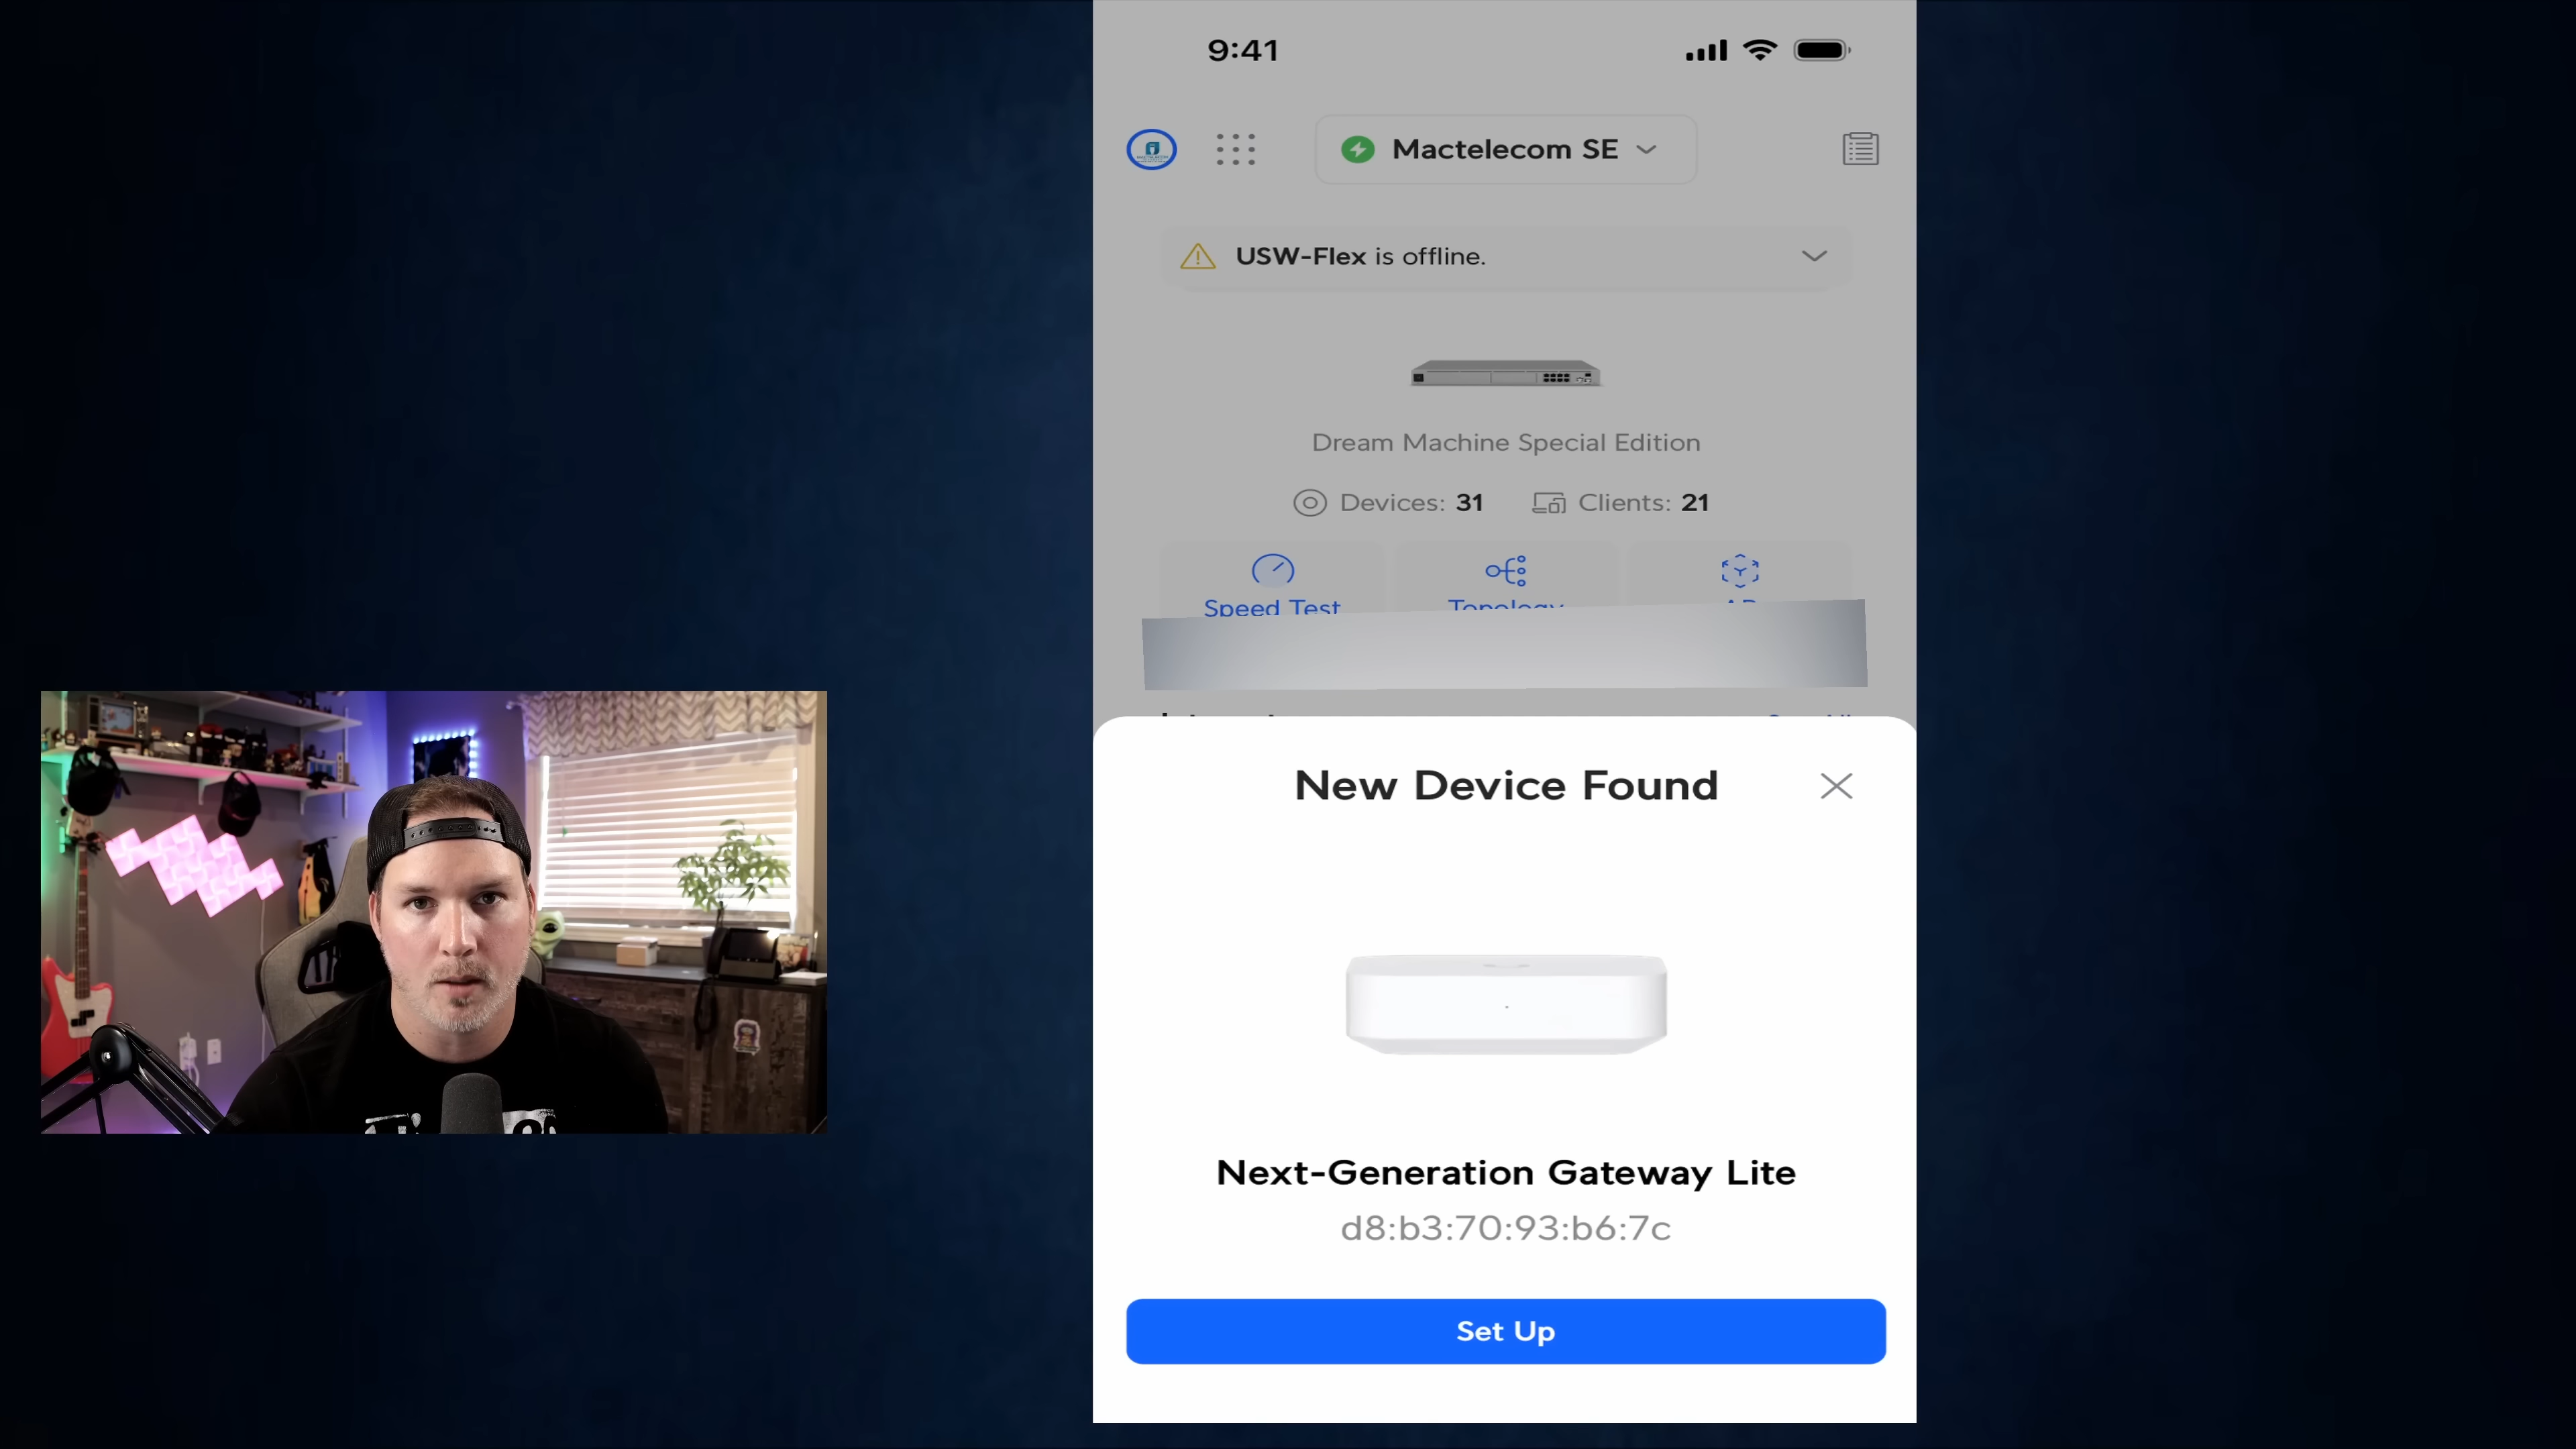 9:41
Mactelecom SE
USW-Flex is offline.
Dream Machine Special Edition
Devices: 31 Clients: 21
Speed Test Topology
New Device Found
Next-Generation Gateway Lite
d8:b3:70:93:b6:7c
Set Up